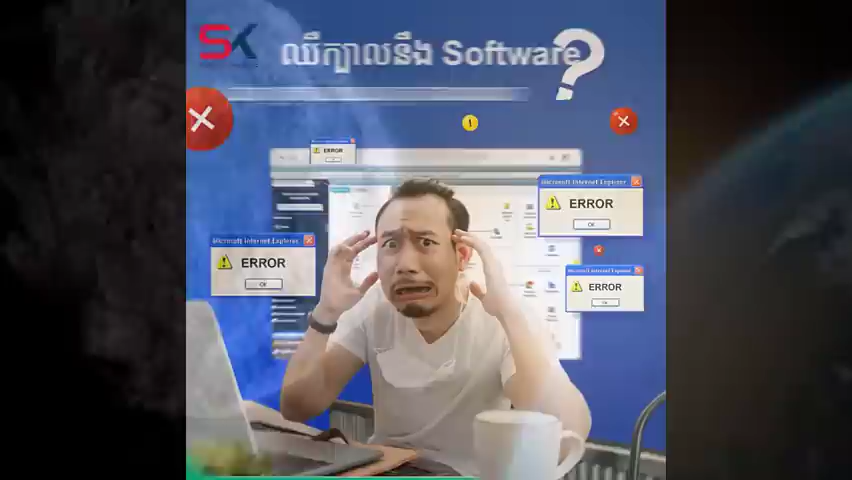 SK
ឈឺក្បាលនឹង Software?
ERROR
Microsoft Internet Explorer
ERROR
OK
Microsoft Internet Explorer
ERROR
OK
Microsoft Internet Explorer
ERROR
OK